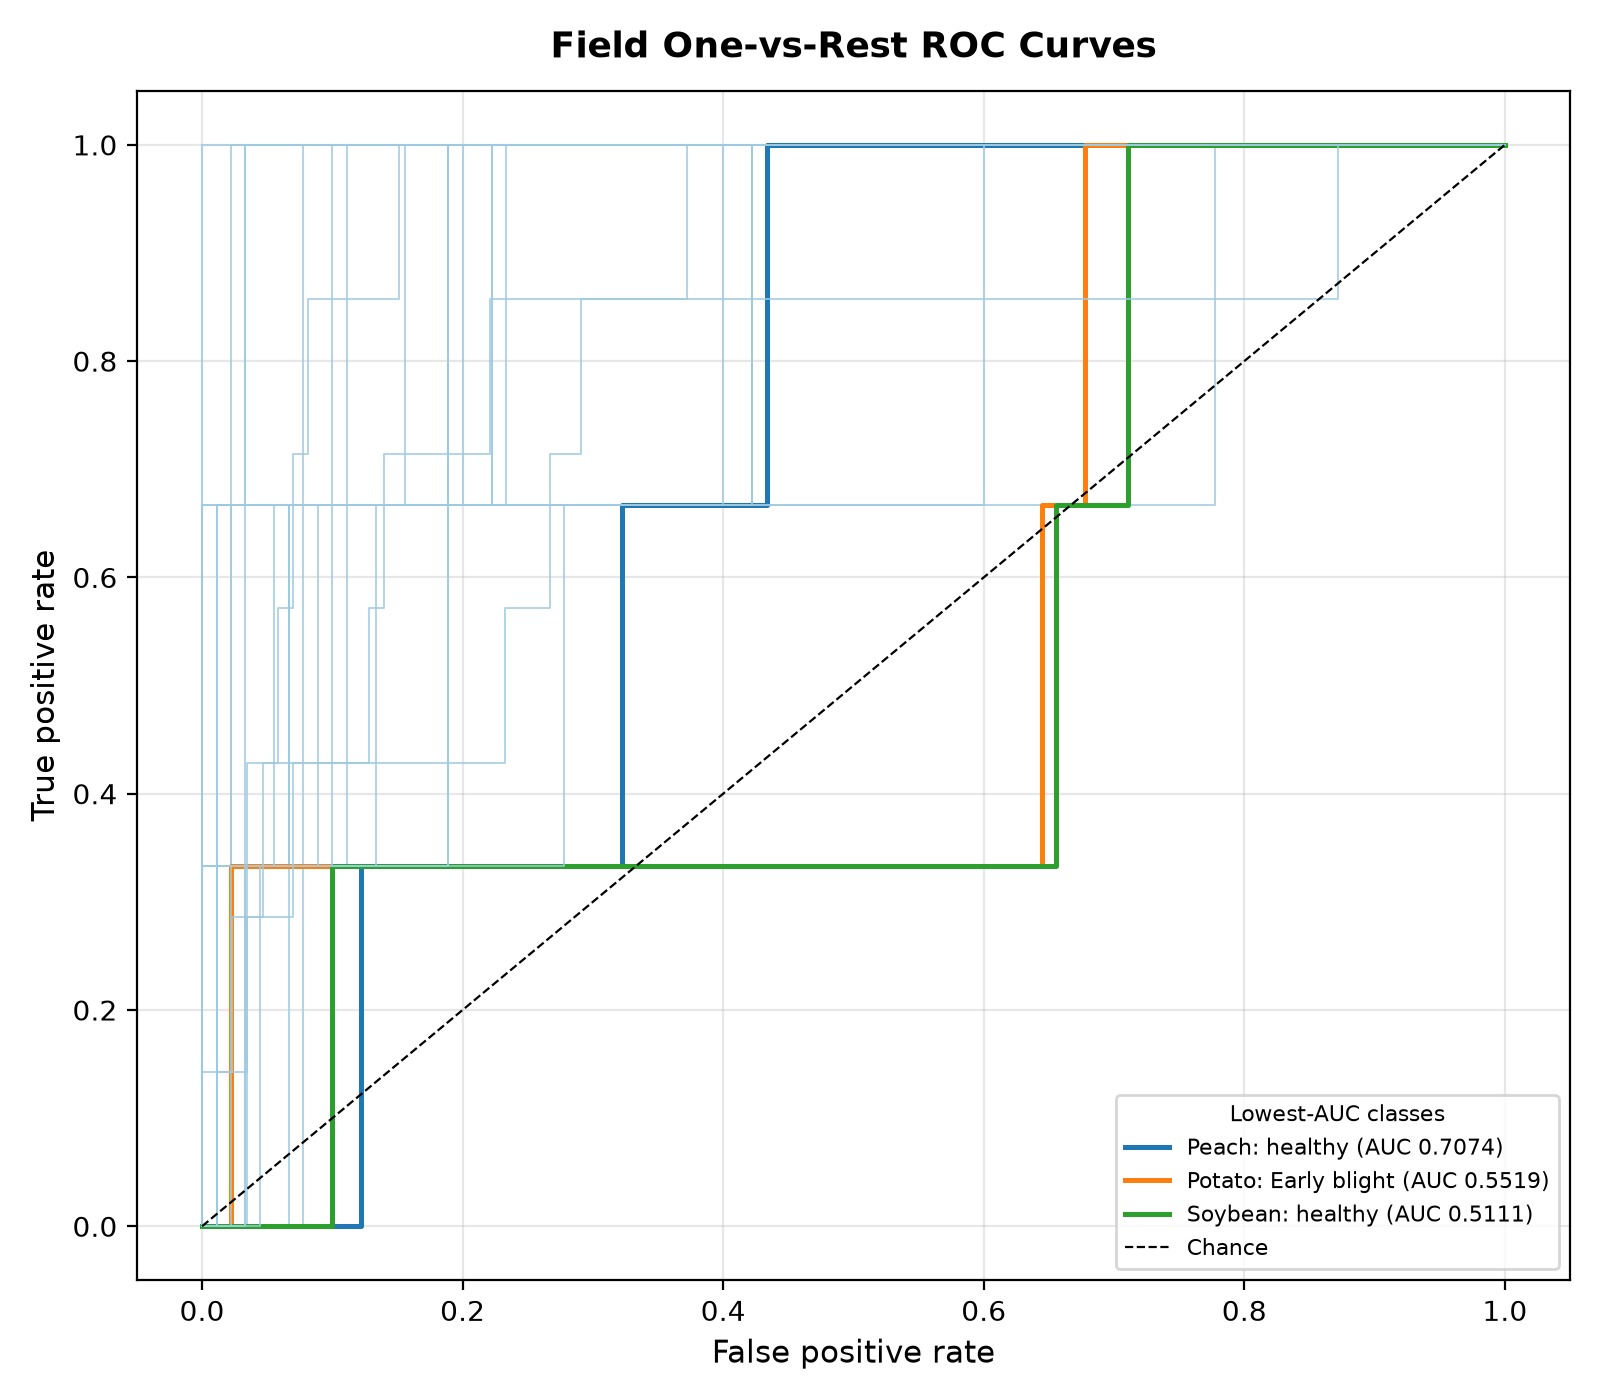 Field One-vs-Rest ROC Curves
True positive rate
1.0
0.8
0.6
0.4
0.2
0.0
0.0 0.2 0.4 0.6 0.8 1.0
False positive rate
Lowest-AUC classes
Peach: healthy (AUC 0.7074)
Potato: Early blight (AUC 0.5519)
Soybean: healthy (AUC 0.5111)
Chance